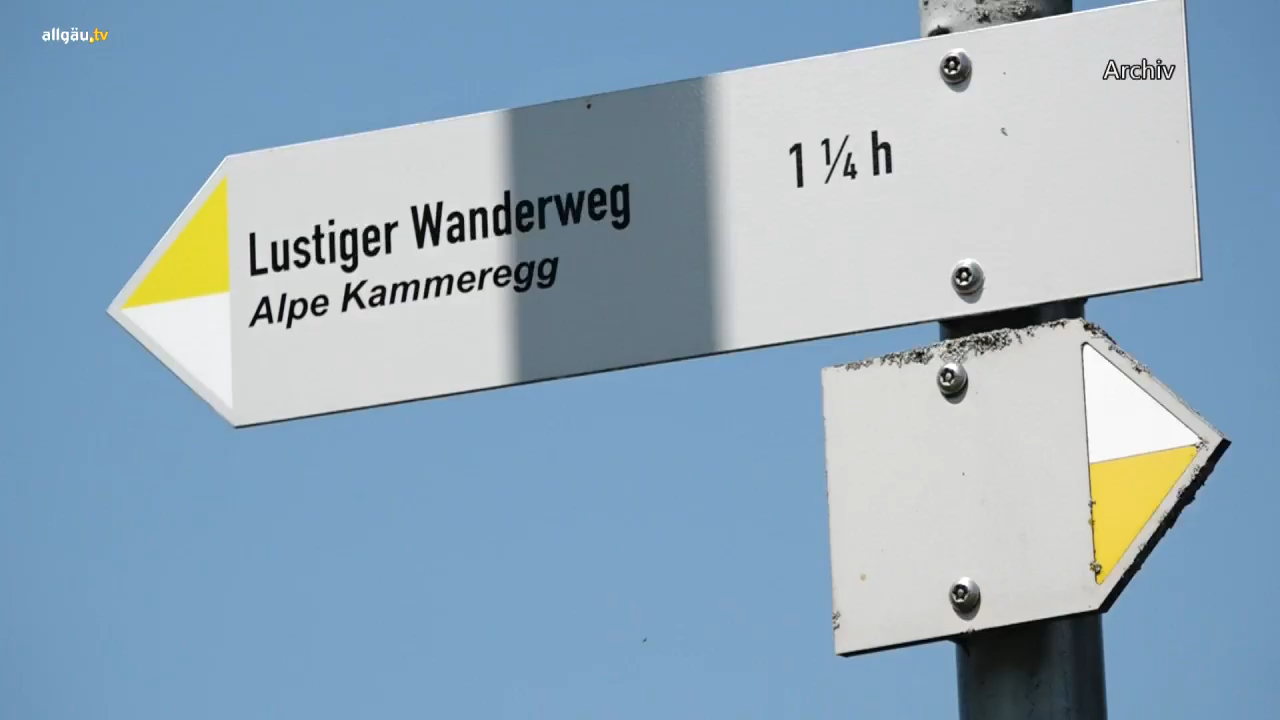 allgäu.tv
Archiv
1 ¼ h
Lustiger Wanderweg
Alpe Kammeregg